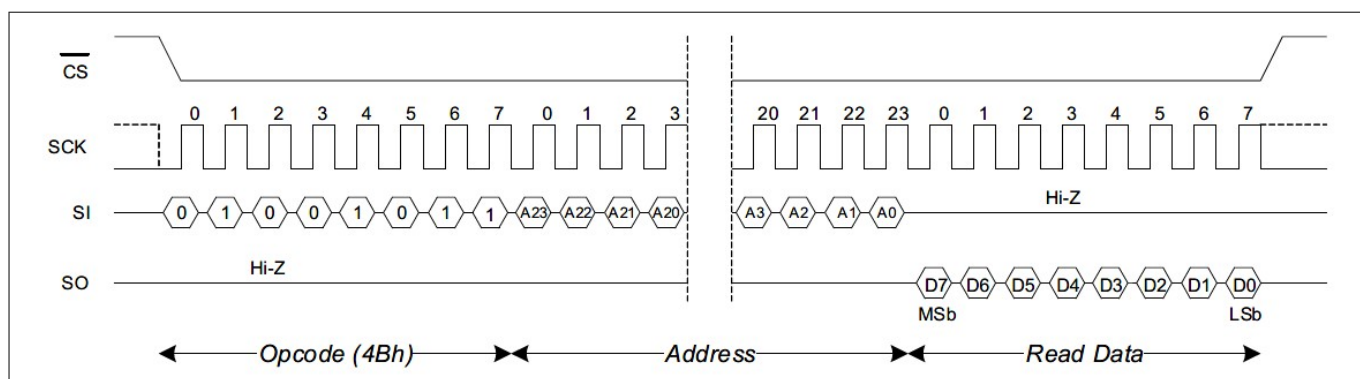 CS
0 1 2 3 4 5 6 7 0 1 2 3 20 21 22 23 0 1 2 3 4 5 6 7
SCK
Hi-Z
SI 0 1 0 0 1 0 1 1 A23 A22 A21 A20 A3 A2 A1 A0
Hi-Z
SO D7 D6 D5 D4 D3 D2 D1 D0
MSb LSb
Opcode (4Bh) Address Read Data